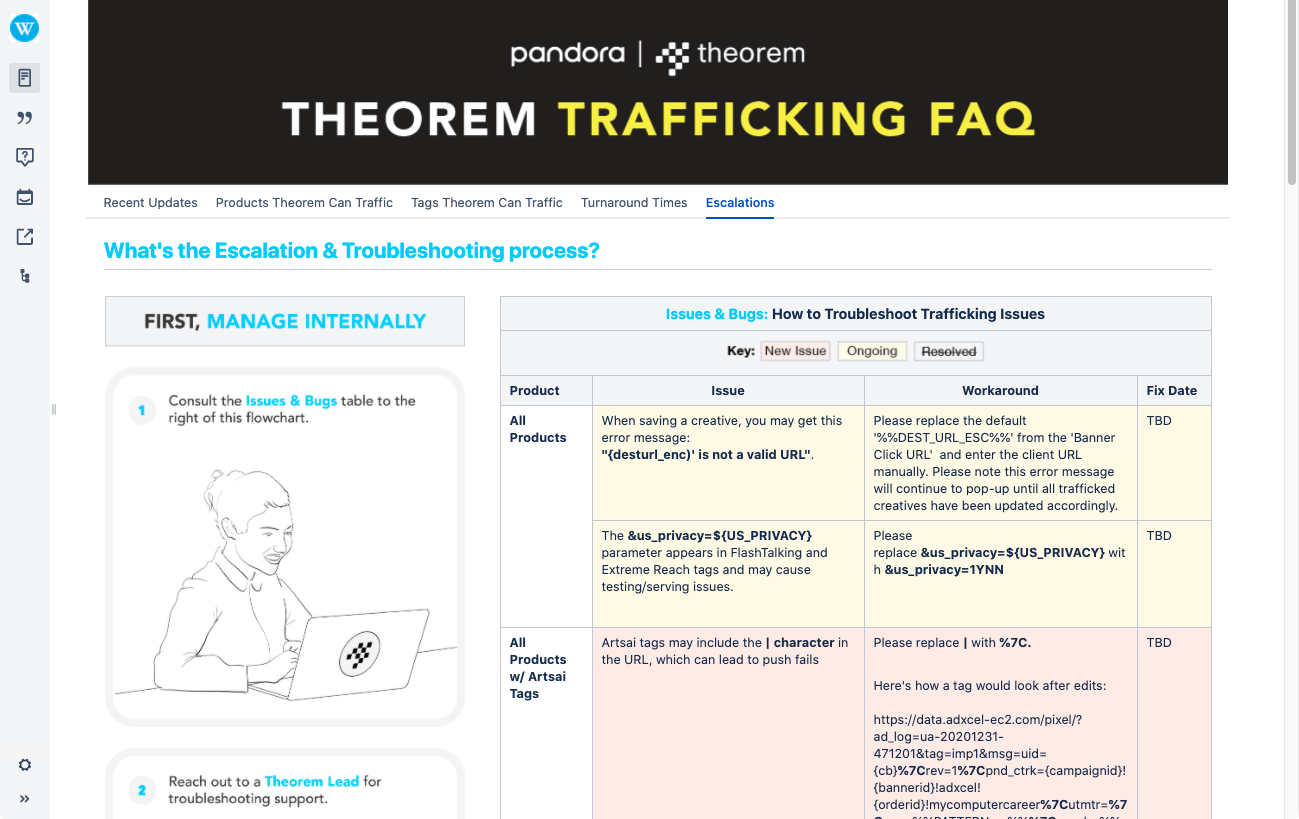 pandora | theorem
THEOREM TRAFFICKING FAQ
Recent Updates Products Theorem Can Traffic Tags Theorem Can Traffic Turnaround Times Escalations
What's the Escalation & Troubleshooting process?
FIRST, MANAGE INTERNALLY
1
Consult the Issues & Bugs table to the
right of this flowchart.
2
Reach out to a Theorem Lead for
troubleshooting support.
Issues & Bugs: How to Troubleshoot Trafficking Issues
Key: New Issue Ongoing Resolved
Product Issue Workaround Fix Date
All
Products
When saving a creative, you may get this
error message:
"{desturl_enc)' is not a valid URL".
Please replace the default
'%%DEST_URL_ESC%%' from the 'Banner
Click URL'  and enter the client URL
manually. Please note this error message
will continue to pop-up until all trafficked
creatives have been updated accordingly.
TBD
The &us_privacy=${US_PRIVACY}
parameter appears in FlashTalking and
Extreme Reach tags and may cause
testing/serving issues.
Please
replace &us_privacy=${US_PRIVACY} wit
h &us_privacy=1YNN
TBD
All
Products
w/ Artsai
Tags
Artsai tags may include the | character in
the URL, which can lead to push fails
Please replace | with %7C.
Here's how a tag would look after edits:
https://data.adxcel-ec2.com/pixel/?
ad_log=ua-20201231-
471201&tag=imp1&msg=uid=
{cb}%7Crev=1%7Cpnd_ctrk={campaignid}!
{bannerid}!adxcel!
{orderid}!mycomputercareer%7Cutmtr=%7
TBD